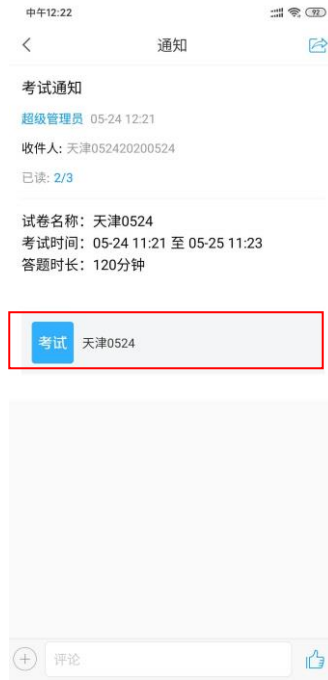 中午12:22
92
通知
考试通知
超级管理员 05-24 12:21
收件人: 天津052420200524
已读: 2/3
试卷名称：天津0524
考试时间：05-24 11:21 至 05-25 11:23
答题时长：120分钟
考试 天津0524
评论